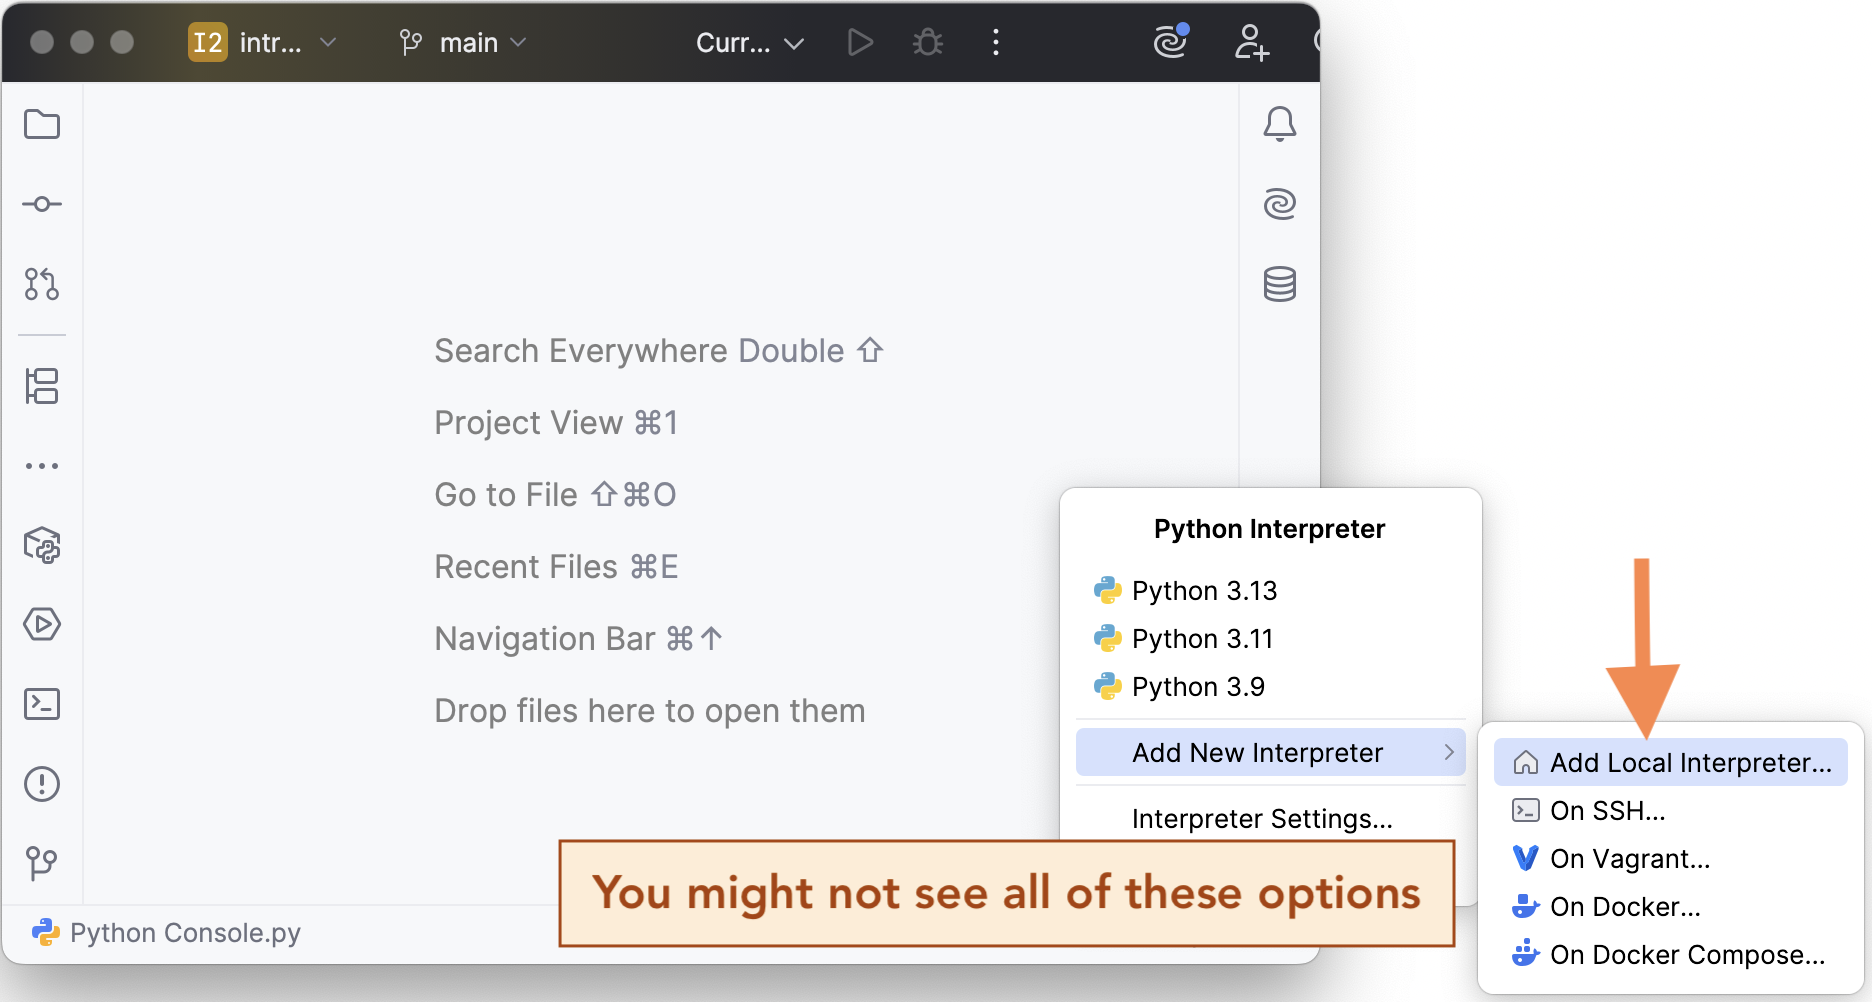 I2 intr... main Curr...
Search Everywhere Double ⇧
Project View ⌘1
Go to File ⇧⌘O
Recent Files ⌘E
Navigation Bar ⌘↑
Drop files here to open them
Python Interpreter
Python 3.13
Python 3.11
Python 3.9
Add New Interpreter
Interpreter Settings...
Add Local Interpreter...
On SSH...
On Vagrant...
On Docker...
On Docker Compose...
You might not see all of these options
Python Console.py